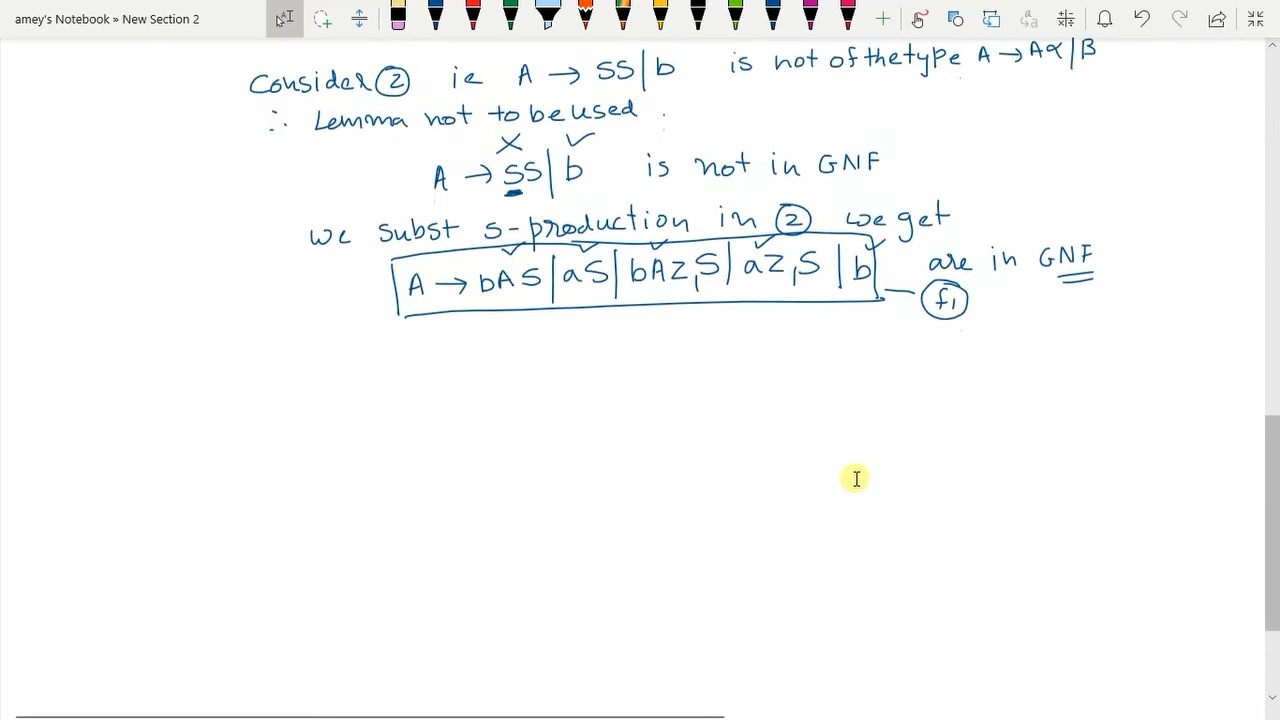 amey's Notebook » New Section 2
Consider ② ie A → SS|b is not of the type A → Aα|β
∴ Lemma not to be used.
A → SS|b is not in GNF
we subst s-production in ② we get
A → bAS|aS|bAZ₁S|aZ₁S|b are in GNF
f₁